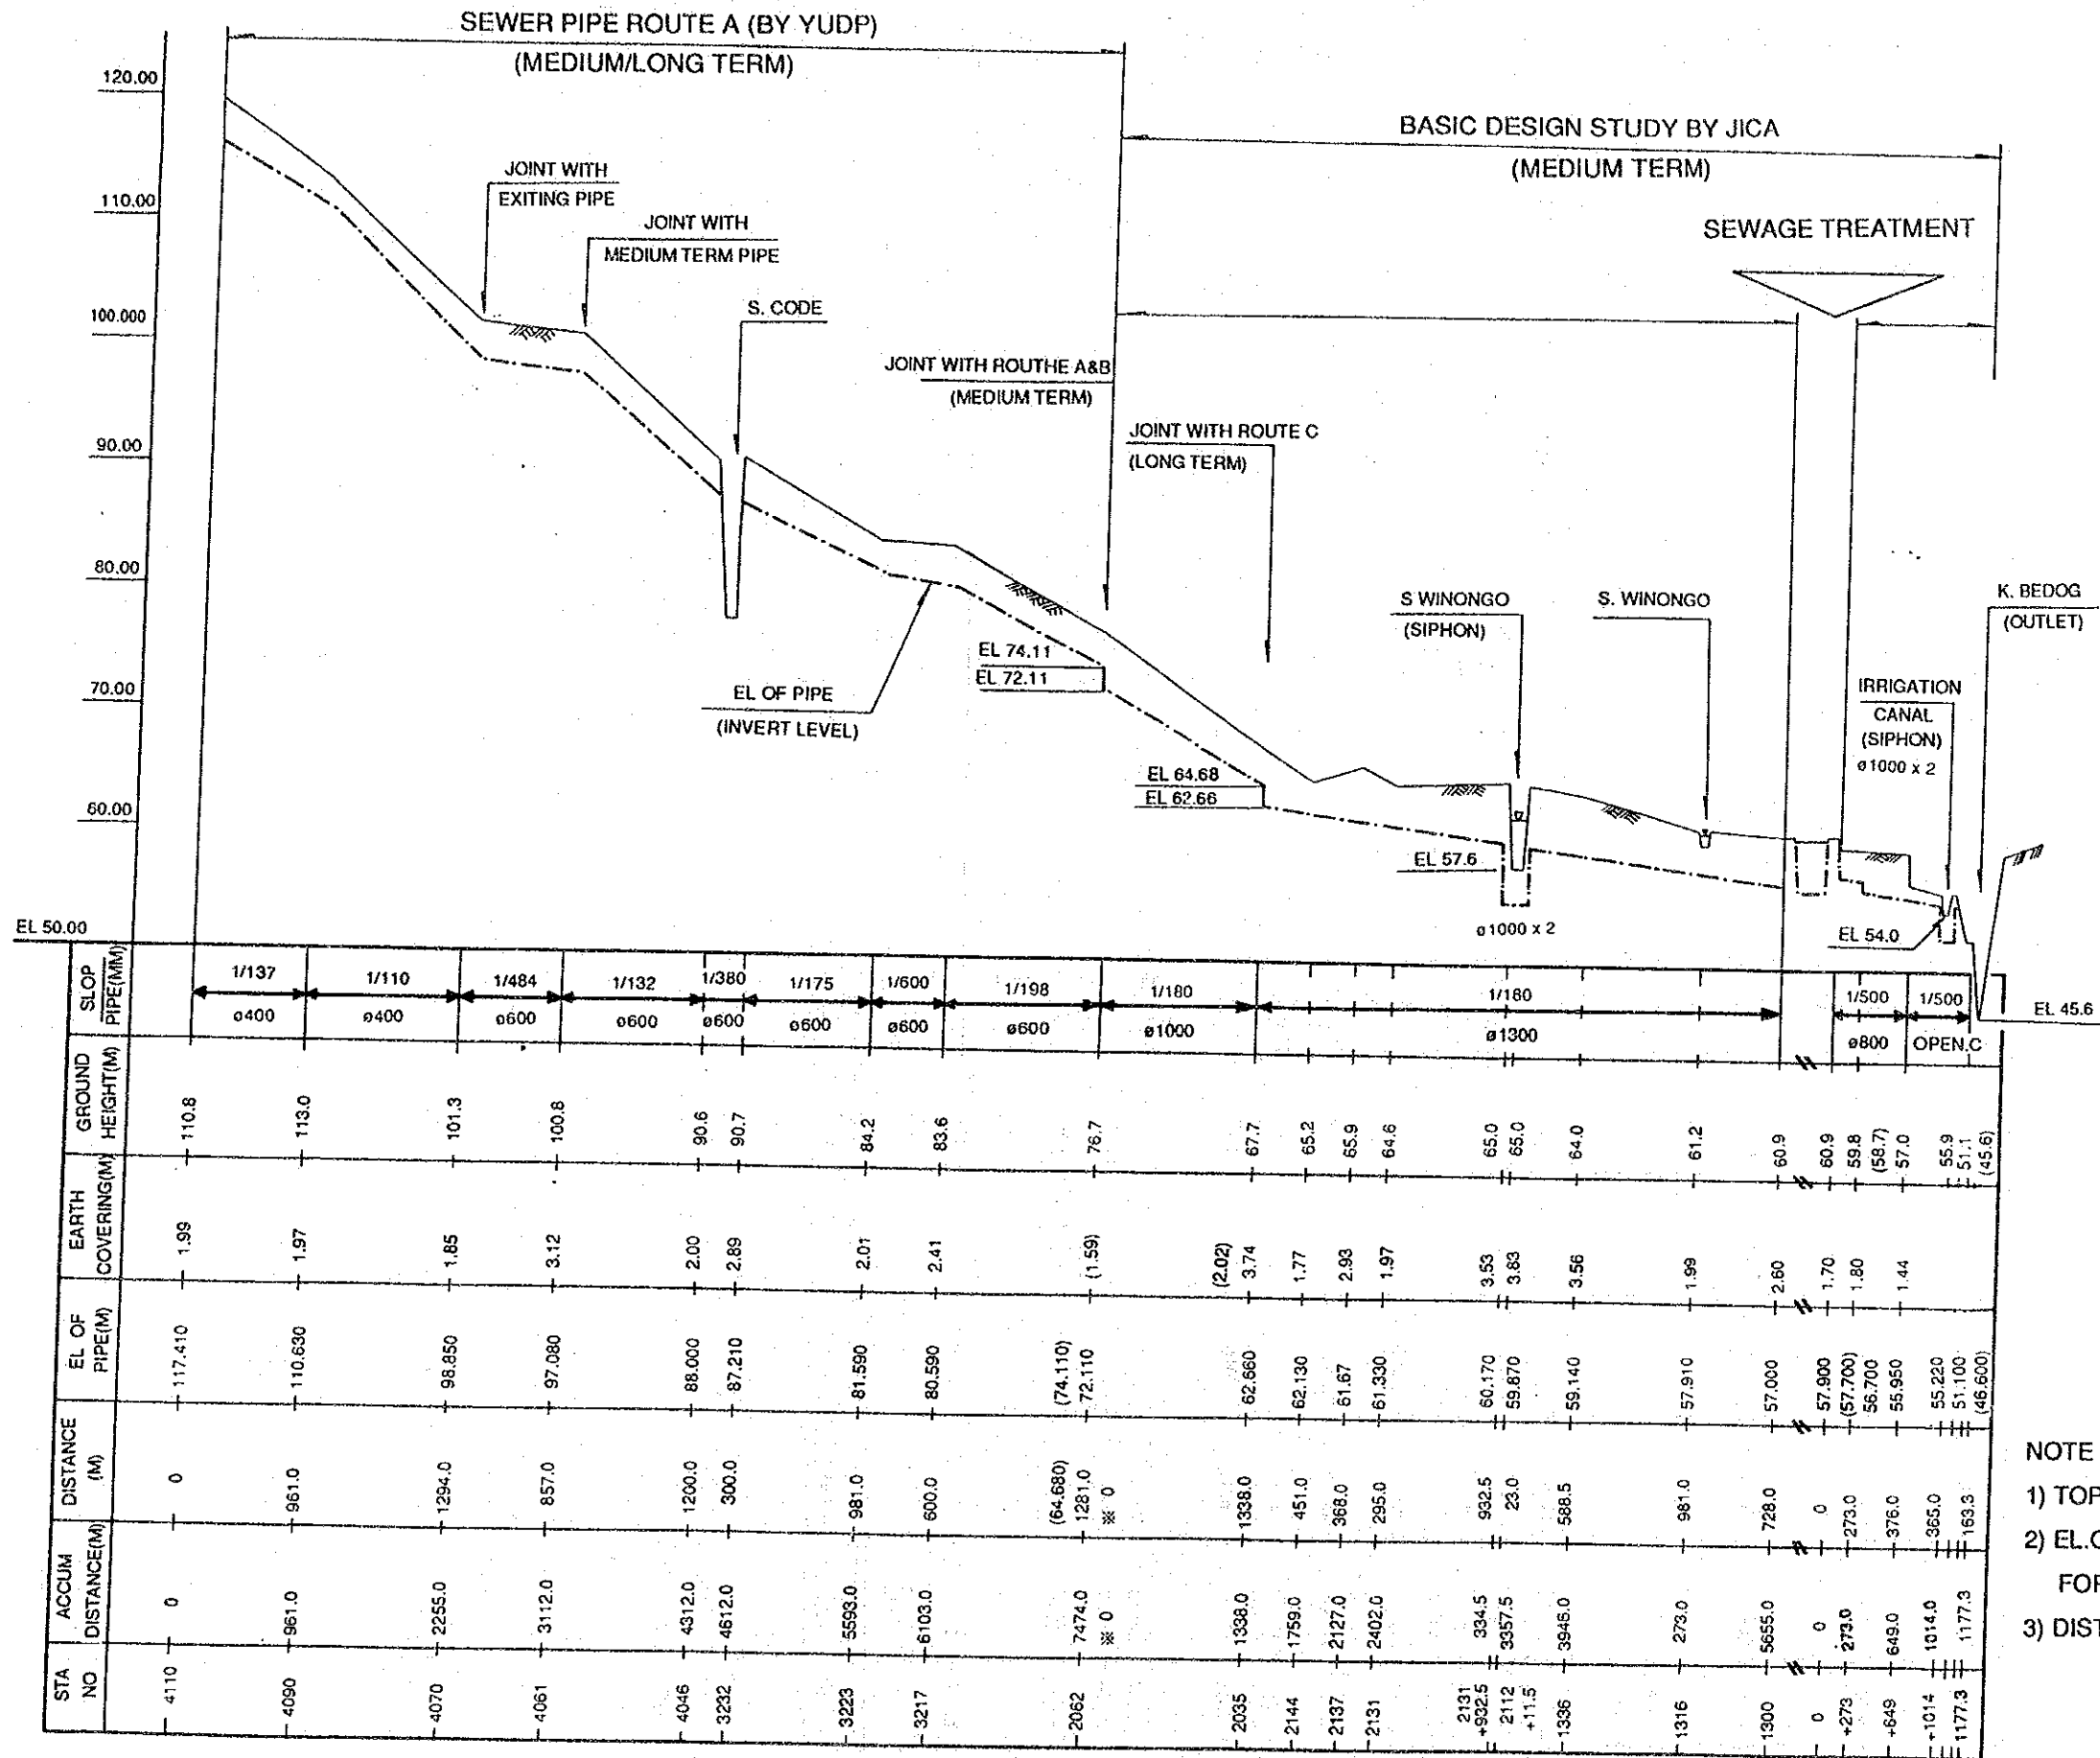 SEWER PIPE ROUTE A (BY YUDP)
(MEDIUM/LONG TERM)
BASIC DESIGN STUDY BY JICA
(MEDIUM TERM)
SEWAGE TREATMENT
120.00
110.00
100.000
90.00
80.00
70.00
60.00
EL 50.00
JOINT WITH
EXITING PIPE
JOINT WITH
MEDIUM TERM PIPE
S. CODE
JOINT WITH ROUTHE A&B
(MEDIUM TERM)
JOINT WITH ROUTE C
(LONG TERM)
EL OF PIPE
(INVERT LEVEL)
EL 74.11
EL 72.11
EL 64.68
EL 62.66
S WINONGO
(SIPHON)
S. WINONGO
EL 57.6
ø1000 x 2
IRRIGATION
CANAL
(SIPHON)
ø1000 x 2
K. BEDOG
(OUTLET)
EL 54.0
EL 45.6
SLOP
PIPE(MM)
1/137 1/110 1/484 1/132 1/380 1/175 1/600 1/198 1/180 1/180 1/500 1/500
ø400 ø400 ø600 ø600 ø600 ø600 ø600 ø600 ø1000 ø1300 ø800 OPEN.C
GROUND
HEIGHT(M)
110.8 113.0 101.3 100.8 90.6 90.7 84.2 83.6 76.7 67.7 65.2 65.9 64.6 65.0 65.0 64.0 61.2 60.9 60.9 59.8 (58.7) 57.0 55.9 51.1 (45.6)
EARTH
COVERING(M)
1.99 1.97 1.85 3.12 2.00 2.89 2.01 2.41 (1.59) (2.02) 3.74 1.77 2.93 1.97 3.53 3.83 3.56 1.99 2.60 1.70 1.80 1.44
EL OF
PIPE(M)
117.410 110.630 98.850 97.080 88.000 87.210 81.590 80.590 (74.110) 72.110 62.660 62.130 61.67 61.330 60.170 59.870 59.140 57.910 57.000 57.900 (57.700) 56.700 55.950 55.220 51.100 (46.600)
DISTANCE
(M)
0 961.0 1294.0 857.0 1200.0 300.0 981.0 600.0 (64.680) 1281.0 ※ 0 1338.0 451.0 368.0 295.0 932.5 23.0 588.5 981.0 728.0 0 273.0 376.0 365.0 163.3
ACCUM
DISTANCE(M)
0 961.0 2255.0 3112.0 4312.0 4612.0 5593.0 6103.0 7474.0 ※ 0 1338.0 1759.0 2127.0 2402.0 334.5 3357.5 3946.0 273.0 5655.0 0 273.0 649.0 1014.0 1177.3
STA
NO
4110 4090 4070 4061 4046 3232 3223 3217 2062 2035 2144 2137 2131 2131 +932.5 2112 +11.5 1336 1316 1300 0 +273 +649 +1014 1177.3
NOTE
1) TOP
2) EL.
FO
3) DIST